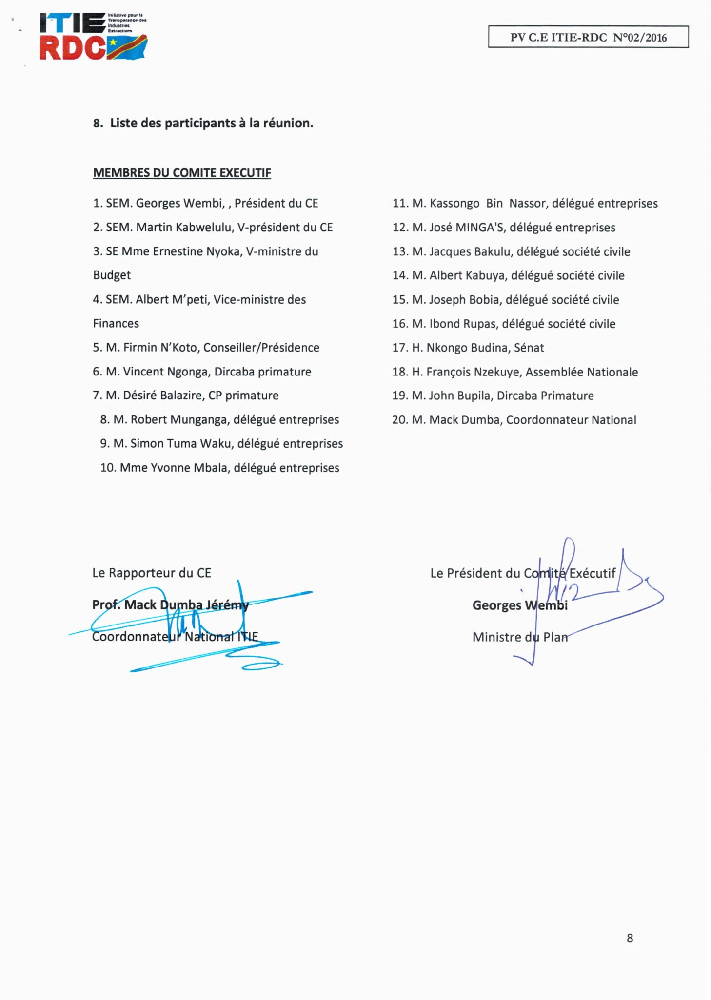 ITIE
Initiative pour la
Transparence des
Industries
Extractives
RDC
PV C.E ITIE-RDC N°02/2016
8. Liste des participants à la réunion.
MEMBRES DU COMITE EXECUTIF
1. SEM. Georges Wembi, , Président du CE
2. SEM. Martin Kabwelulu, V-président du CE
3. SE Mme Ernestine Nyoka, V-ministre du
Budget
4. SEM. Albert M’peti, Vice-ministre des
Finances
5. M. Firmin N’Koto, Conseiller/Présidence
6. M. Vincent Ngonga, Dircaba primature
7. M. Désiré Balazire, CP primature
8. M. Robert Munganga, délégué entreprises
9. M. Simon Tuma Waku, délégué entreprises
10. Mme Yvonne Mbala, délégué entreprises
11. M. Kassongo Bin Nassor, délégué entreprises
12. M. José MINGA'S, délégué entreprises
13. M. Jacques Bakulu, délégué société civile
14. M. Albert Kabuya, délégué société civile
15. M. Joseph Bobia, délégué société civile
16. M. Ibond Rupas, délégué société civile
17. H. Nkongo Budina, Sénat
18. H. François Nzekuye, Assemblée Nationale
19. M. John Bupila, Dircaba Primature
20. M. Mack Dumba, Coordonnateur National
Le Rapporteur du CE
Prof. Mack Dumba Jérémy
Coordonnateur National ITIE
Le Président du Comité Exécutif
Georges Wembi
Ministre du Plan
8